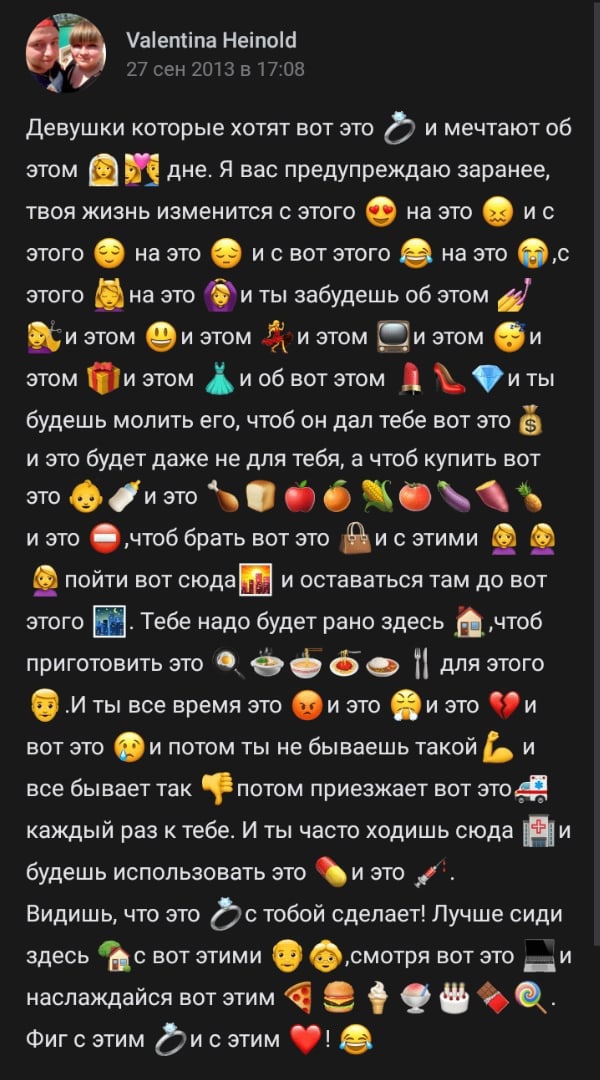 Valentina Heinold
27 сен 2013 в 17:08
Девушки которые хотят вот это 💍 и мечтают об
этом 👰💏 дне. Я вас предупреждаю заранее,
твоя жизнь изменится с этого 😍 на это 😖 и с
этого 😌 на это 😔 и с вот этого 😂 на это 😭,с
этого 💆 на это 🙆 и ты забудешь об этом 💅
💇 и этом 😃 и этом 💃 и этом 📺 и этом 😴 и
этом 🎁 и этом 👗 и об вот этом 💄 👠 💎 и ты
будешь молить его, чтоб он дал тебе вот это 💰
и это будет даже не для тебя, а чтоб купить вот
это 👶🍼 и это 🍗 🍞 🍎 🍊 🌽 🍅 🍆 🍠 🍍
и это ⛔,чтоб брать вот это 👜 и с этими 🙍 🙍
🙍 пойти вот сюда 🌇 и оставаться там до вот
этого 🌃. Тебе надо будет рано здесь 🏠,чтоб
приготовить это 🍳 🍲 🍜 🍝 🍛 🍴 для этого
👨.И ты все время это 😡 и это 😤 и это 💔 и
вот это 😢 и потом ты не бываешь такой 💪 и
все бывает так 👎 потом приезжает вот это 🚑
каждый раз к тебе. И ты часто ходишь сюда 🏥 и
будешь использовать это 💊 и это 💉.
Видишь, что это 💍 с тобой сделает! Лучше сиди
здесь 🏡 с вот этими 👴 👵,смотря вот это 💻 и
наслаждайся вот этим 🍕 🍔 🍦 🍨 🎂 🍫 🍭.
Фиг с этим 💍 и с этим ❤️! 😂